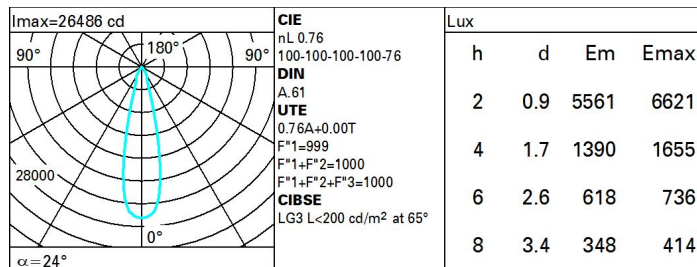 Imax=26486 cd
90° 180° 90°
28000
0°
α=24°
CIE
nL 0.76
100-100-100-100-76
DIN
A.61
UTE
0.76A+0.00T
F"1=999
F"1+F"2=1000
F"1+F"2+F"3=1000
CIBSE
LG3 L<200 cd/m² at 65°
Lux
h d Em Emax
2 0.9 5561 6621
4 1.7 1390 1655
6 2.6 618 736
8 3.4 348 414